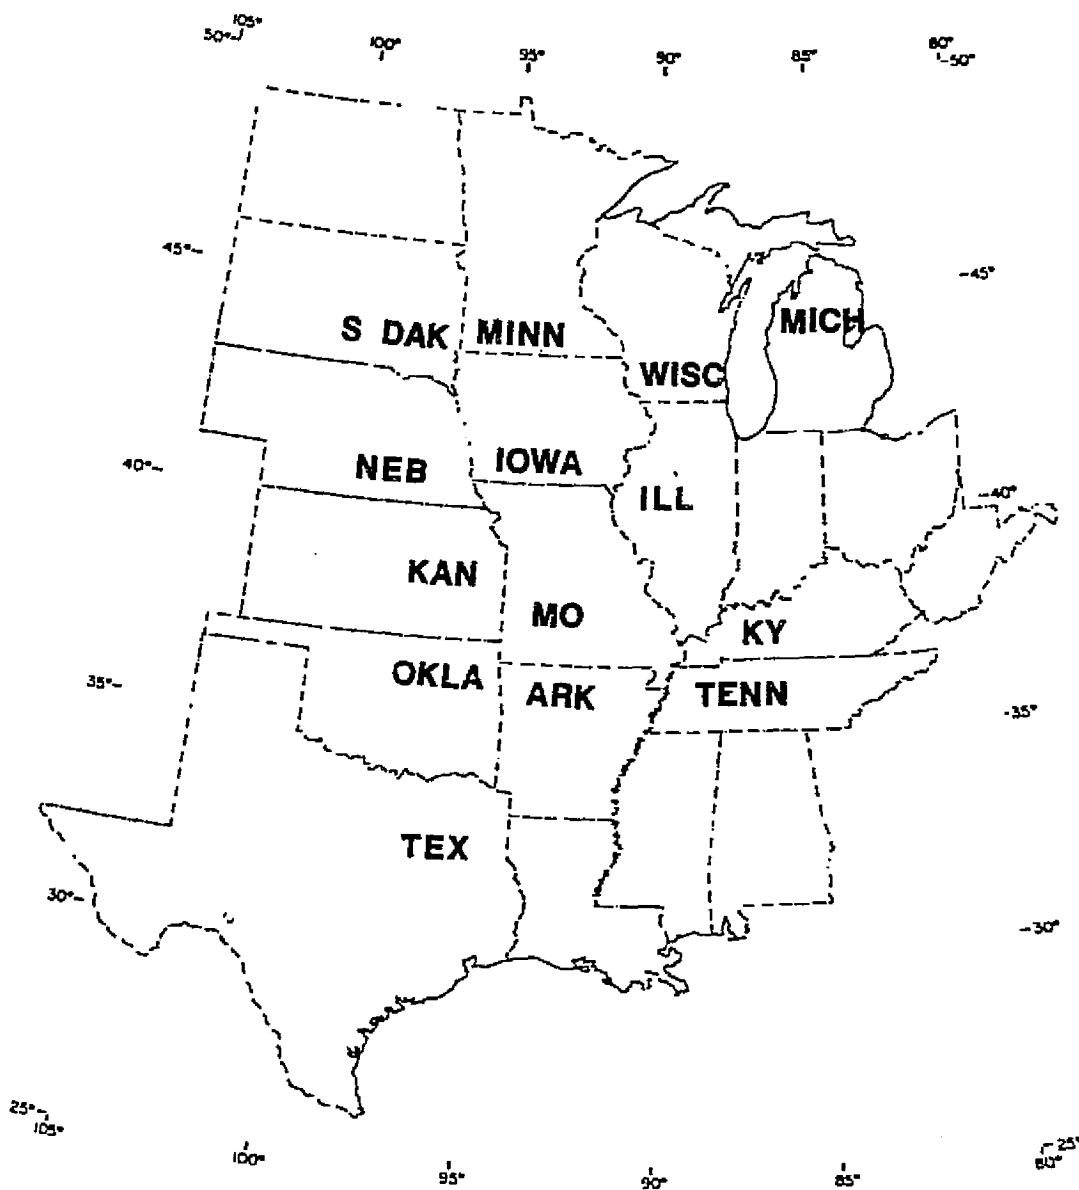 105°
50°
100°
95°
90°
85°
80°
-50°
45°-
-45°
S DAK
MINN
MICH
WISC
40°-
NEB
IOWA
ILL
-40°
KAN
MO
KY
35°-
OKLA
ARK
TENN
-35°
TEX
30°-
-30°
25°-
105°
100°
95°
90°
85°
-25°
80°